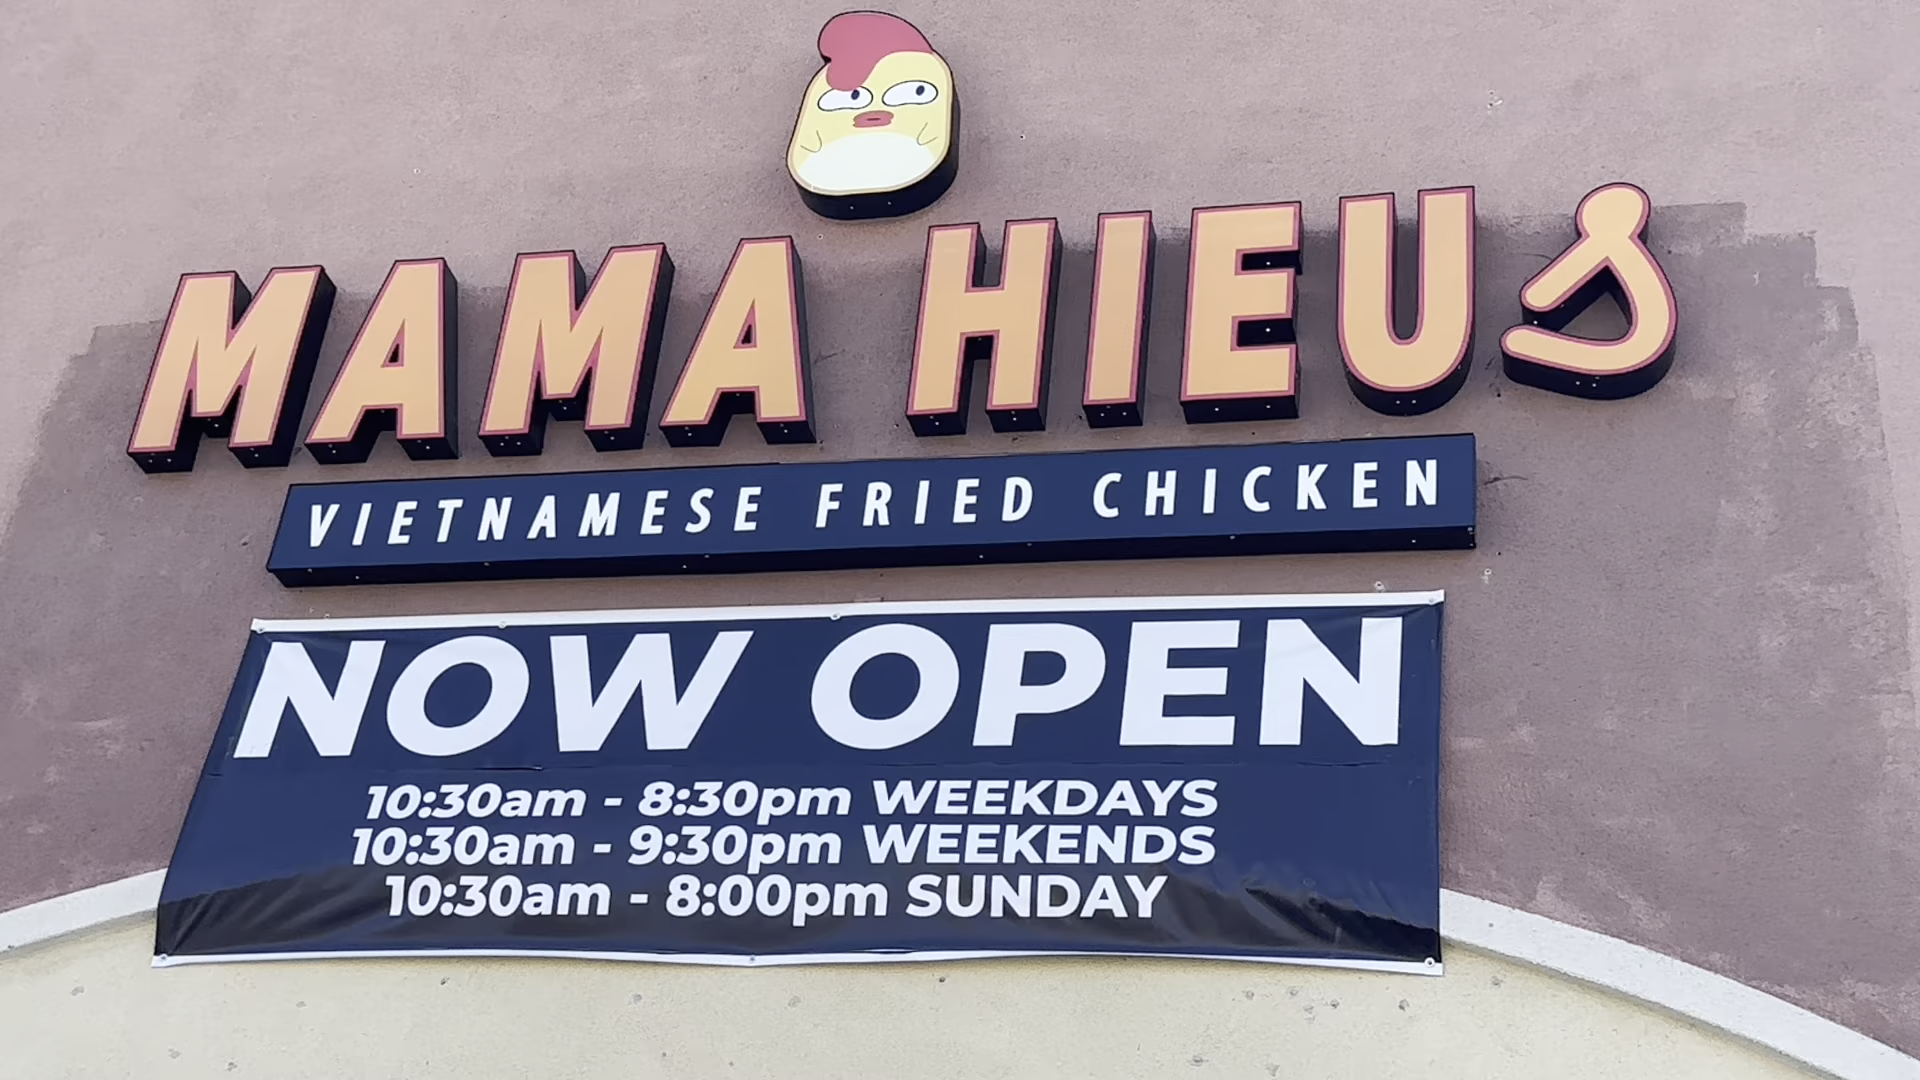 MAMA HIEUS
VIETNAMESE FRIED CHICKEN
NOW OPEN
10:30am - 8:30pm WEEKDAYS
10:30am - 9:30pm WEEKENDS
10:30am - 8:00pm SUNDAY